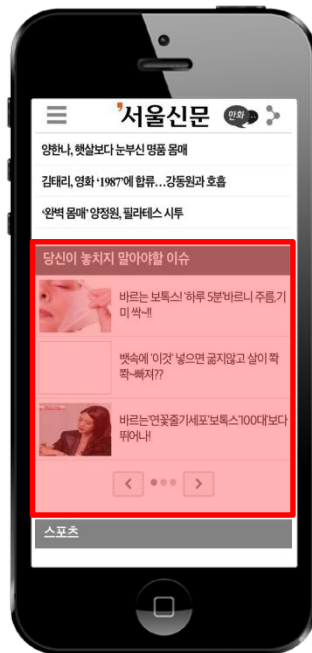 '서울신문
만화
양한나, 햇살보다 눈부신 명품 몸매
김태리, 영화 ‘1987’에 합류…강동원과 호흡
‘완벽 몸매’ 양정원, 필라테스 시투
당신이 놓치지 말아야할 이슈
바르는 보톡스! '하루 5분'바르니 주름.기
미 싹~!!
뱃속에 '이것' 넣으면 굶지않고 살이 쫙
쫙~빠져??
바르는'연꽃줄기세포'보톡스'100대'보다
뛰어나!
스포츠